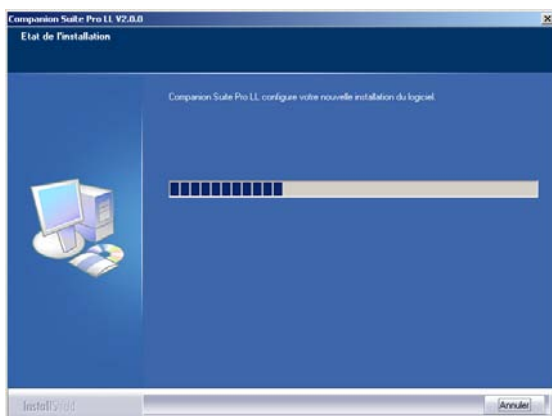 Companion Suite Pro LL V2.0.0
Etat de l'installation
Companion Suite Pro LL configure votre nouvelle installation du logiciel.
InstallShield
Annuler